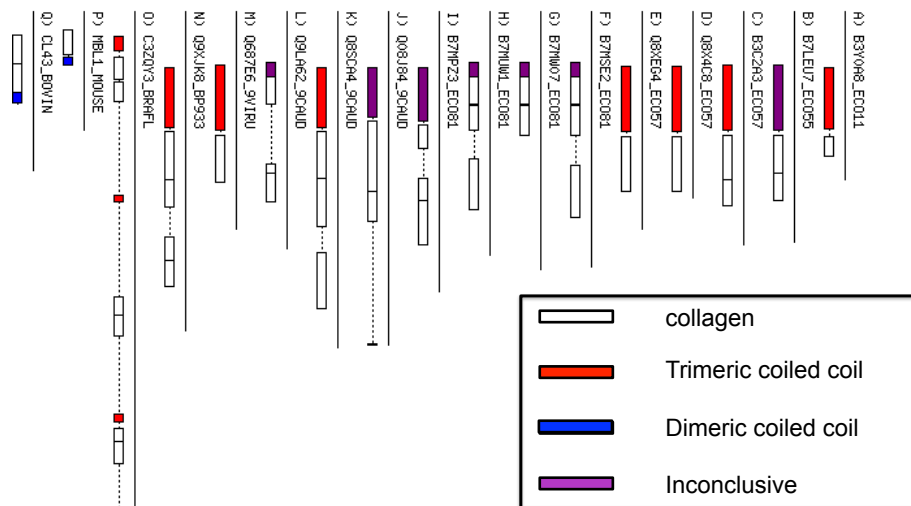 A) B3Y0A8_ECO11
B) B7LEU7_ECO55
C) B3C2A3_ECO57
D) Q8X4C8_ECO57
E) Q8XEG4_ECO57
F) B7MSE2_ECO81
G) B7MW07_ECO81
H) B7MUW1_ECO81
I) B7MPZ3_ECO81
J) Q08J84_9CAUD
K) Q8SCA4_9CAUD
L) Q9LA62_9CAUD
M) Q687E6_9VIRU
N) Q9XJK8_BP933
O) C3ZQY3_BRAFL
P) MBL1_MOUSE
Q) CL43_BOVIN
collagen
Trimeric coiled coil
Dimeric coiled coil
Inconclusive